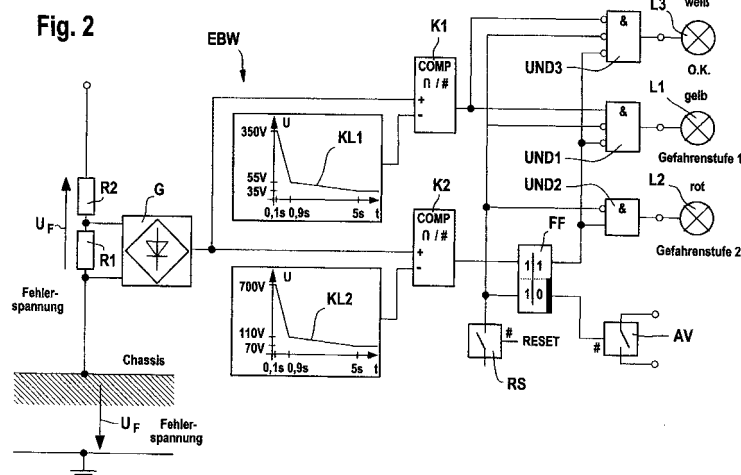 Fig. 2
EBW
K1
COMP
∩ / #
+
-
L3
weiß
&
UND3
O.K.
L1
gelb
&
UND1
Gefahrenstufe 1
UND2
L2
rot
&
Gefahrenstufe 2
350V
U
KL1
55V
35V
0,1s 0,9s 5s t
K2
COMP
∩ / #
+
-
R2
G
U_F
R1
Fehler-
spannung
700V
U
KL2
110V
70V
0,1s 0,9s 5s t
FF
1 1
1 0
# RESET
RS
#
AV
Chassis
U_F
Fehler-
spannung